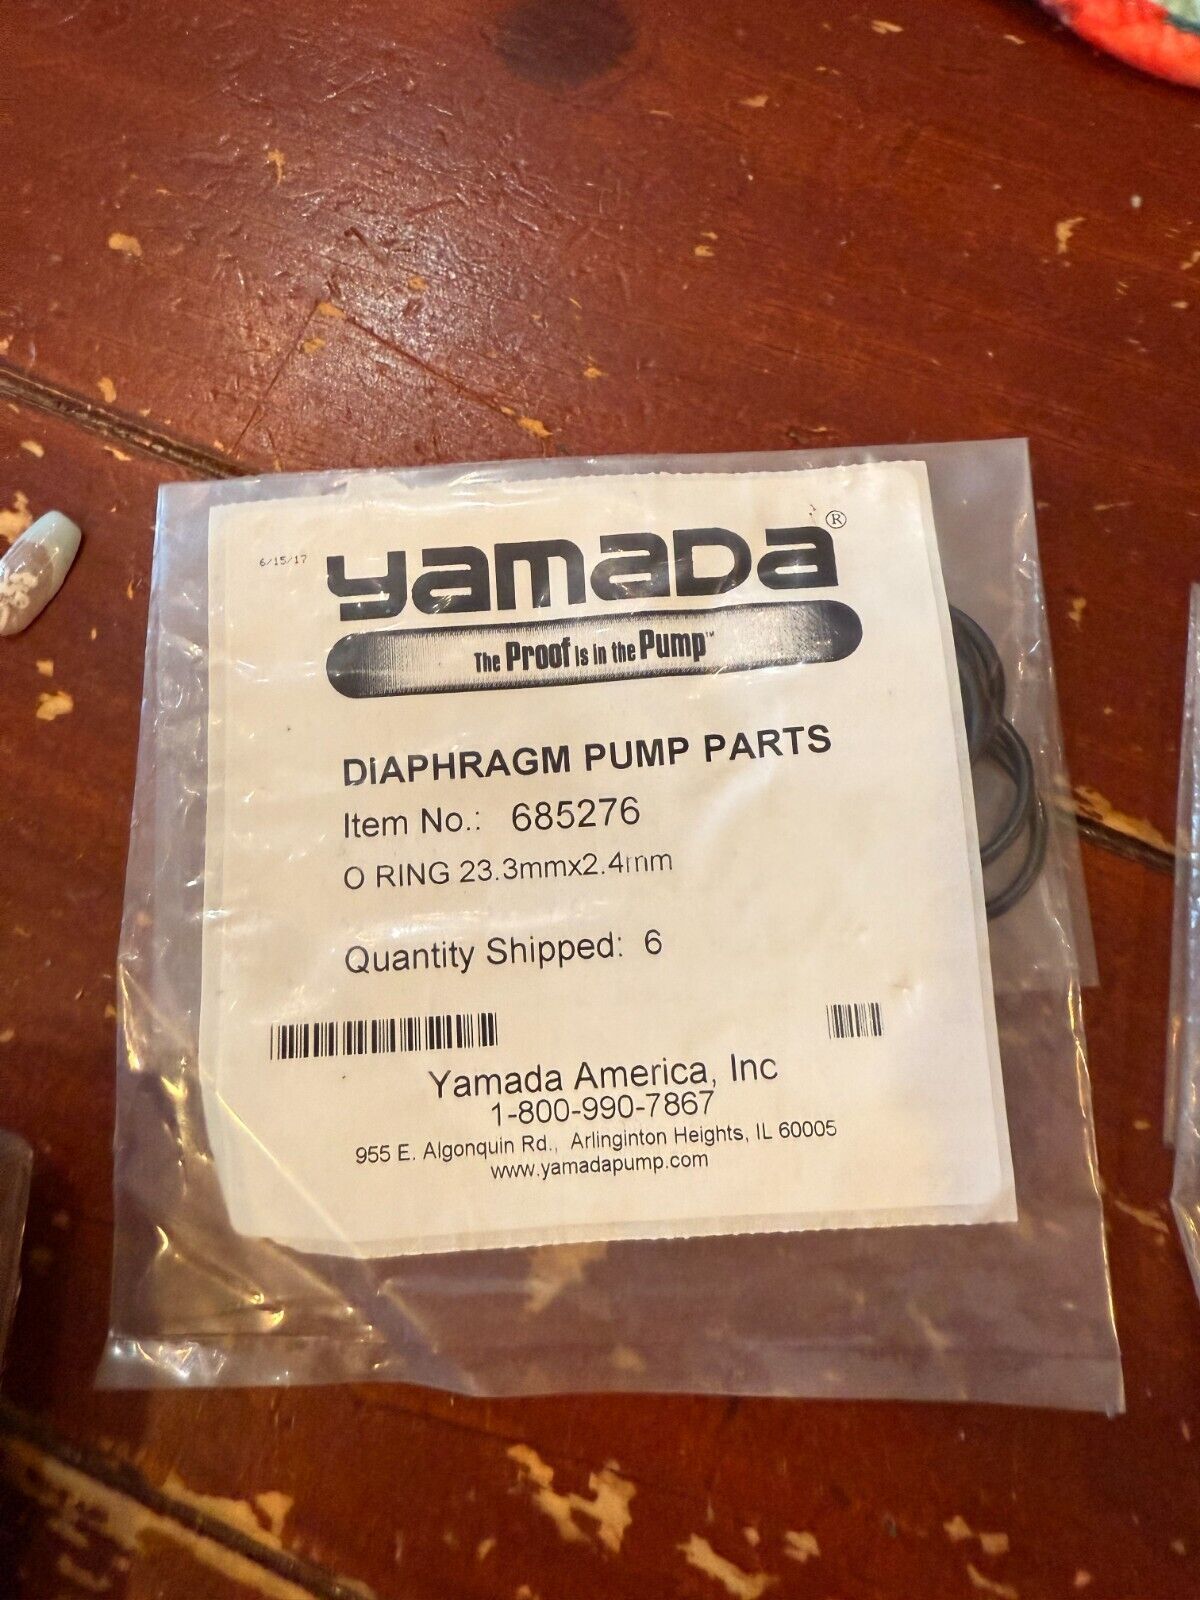 6/15/17
yamada®
The Proof Is in the Pump™
DIAPHRAGM PUMP PARTS
Item No.: 685276
O RING 23.3mmx2.4mm
Quantity Shipped: 6
Yamada America, Inc
1-800-990-7867
955 E. Algonquin Rd., Arlinginton Heights, IL 60005
www.yamadapump.com